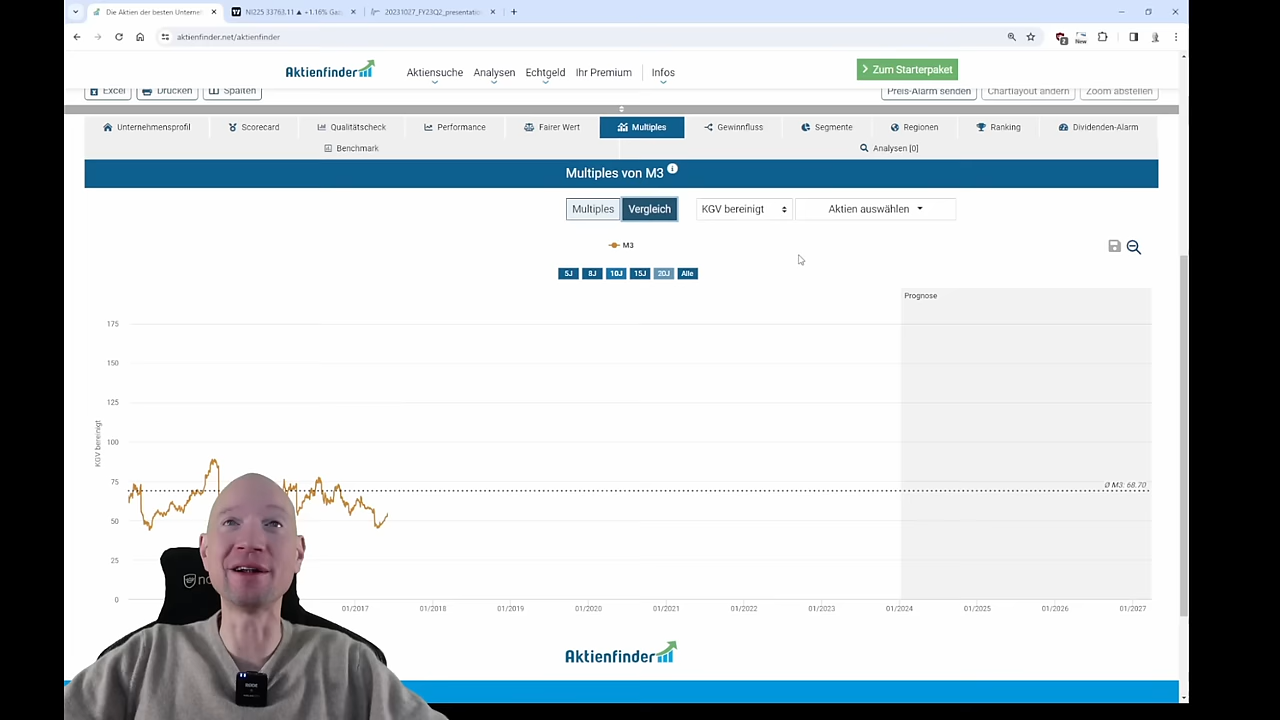 Die Aktien der besten Unterne
NI225 33763.11 ▲ +1.16%
20231027_FY23Q2_presentatio
aktienfinder.net/aktienfinder
New
Aktienfinder
Aktiensuche
Analysen
Echtgeld
Ihr Premium
Infos
Zum Starterpaket
Excel
Drucken
Spalten
Preis-Alarm senden
Chartlayout ändern
Zoom abstellen
Unternehmensprofil
Scorecard
Qualitätscheck
Performance
Fairer Wert
Multiples
Gewinnfluss
Segmente
Regionen
Ranking
Dividenden-Alarm
Benchmark
Analysen [0]
Multiples von M3
Multiples
Vergleich
KGV bereinigt
Aktien auswählen
M3
5J
8J
10J
15J
20J
Alle
Prognose
175
150
125
100
75
50
25
0
KGV bereinigt
Ø M3: 68.70
01/2017
01/2018
01/2019
01/2020
01/2021
01/2022
01/2023
01/2024
01/2025
01/2026
01/2027
no
Aktienfinder